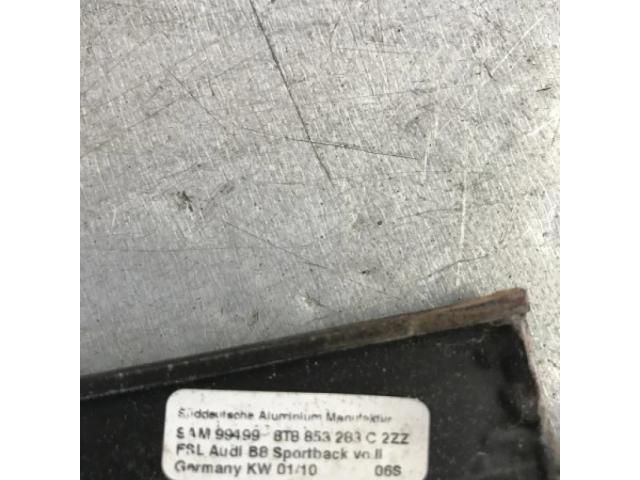 Süddeutsche Aluminium Manufaktur
SAM 99499 8T8 853 283 C 2ZZ
FSL Audi B8 Sportback vo.li
Germany KW 01/10 06S